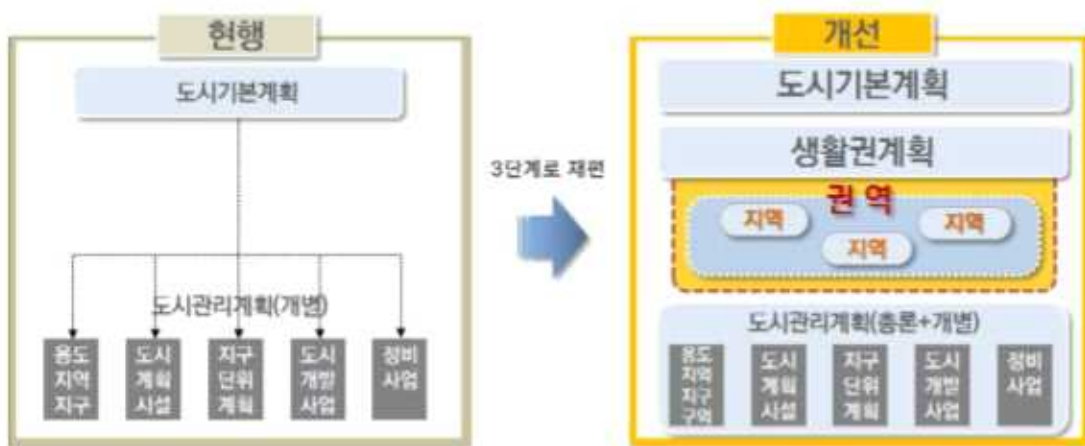 현행
도시기본계획
도시관리계획(개별)
용도
지역
지구
도시
계획
시설
지구
단위
계획
도시
개발
사업
정비
사업
3단계로 재편
개선
도시기본계획
생활권계획
권 역
지역
지역
지역
도시관리계획(총론+개별)
용도
지역
지구
구역
도시
계획
시설
지구
단위
계획
도시
개발
사업
정비
사업